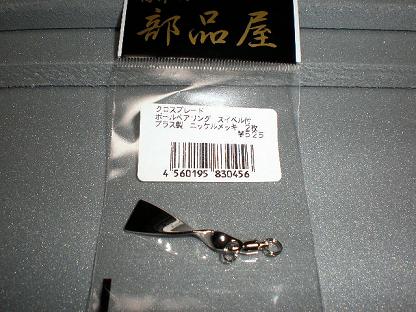 部品屋
クロスブレード
ボールベアリング　スイベル付
ブラス製　ニッケルメッキ　2枚
¥525
4 560195 830456